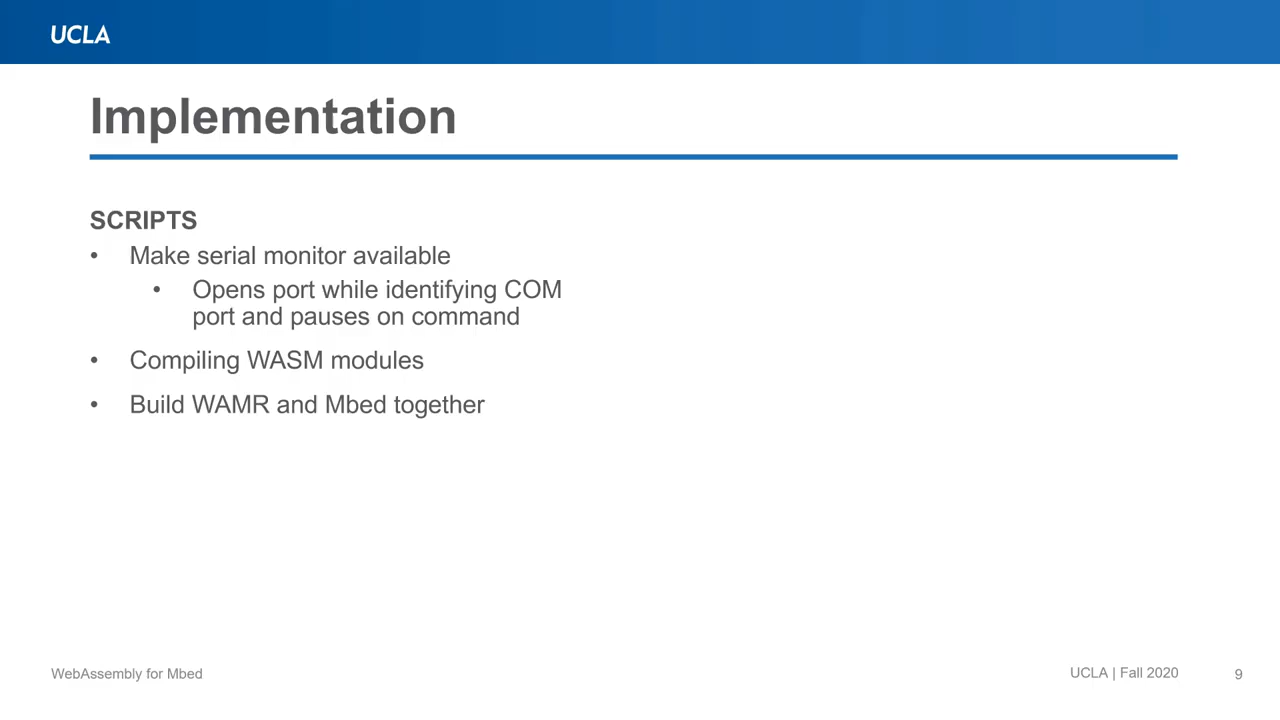 UCLA
Implementation
SCRIPTS
• Make serial monitor available
• Opens port while identifying COM
port and pauses on command
• Compiling WASM modules
• Build WAMR and Mbed together
WebAssembly for Mbed
UCLA | Fall 2020
9